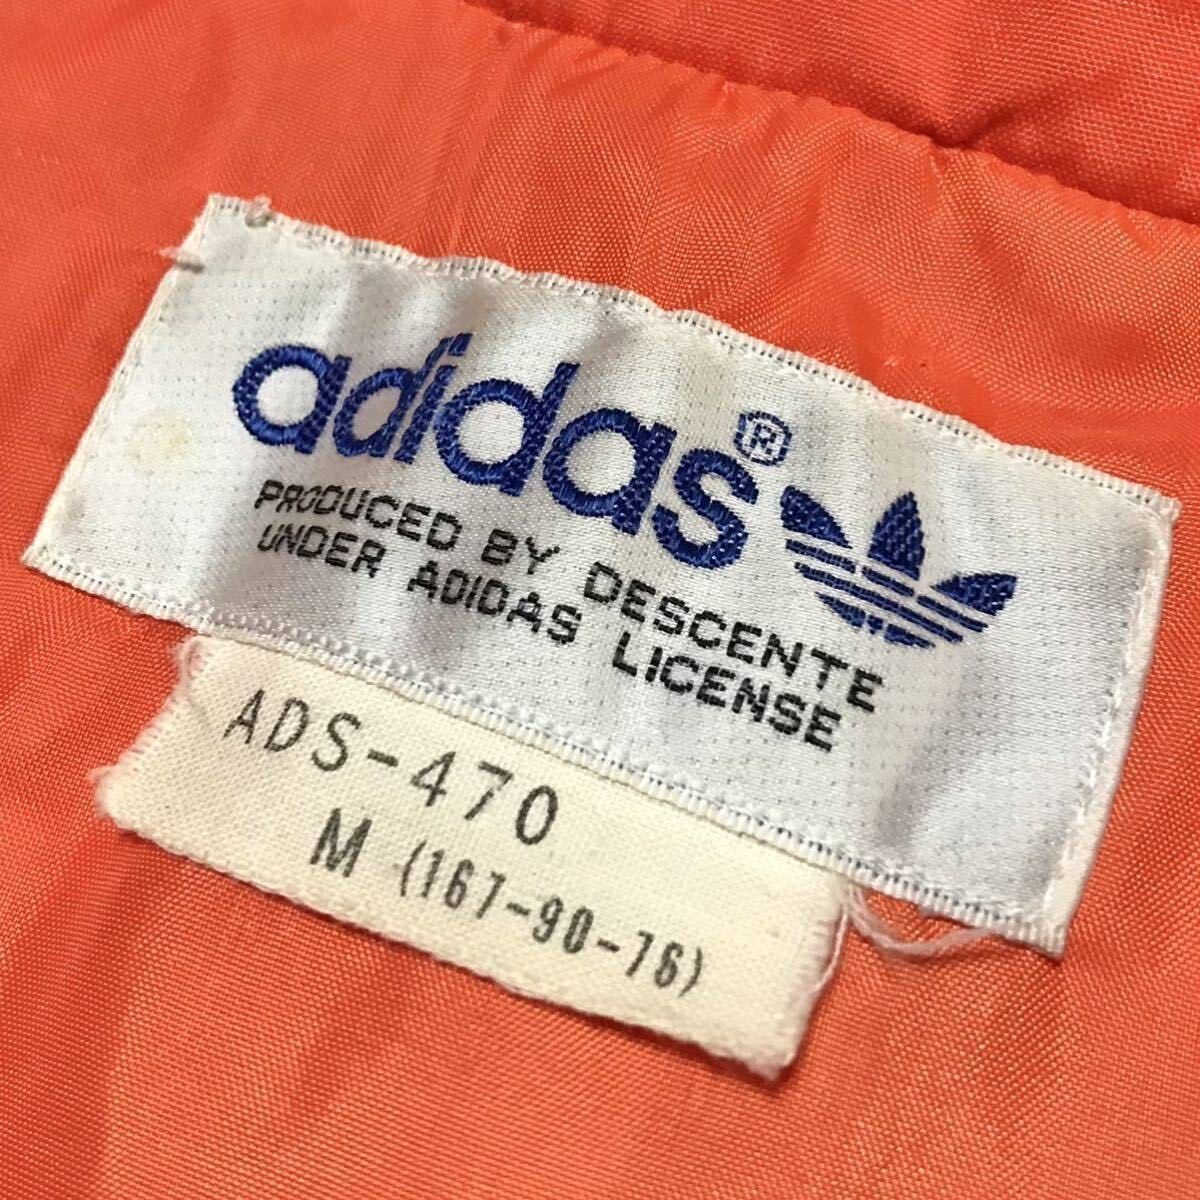 adidas®
PRODUCED BY DESCENTE
UNDER ADIDAS LICENSE
ADS-470
M (167-90-76)